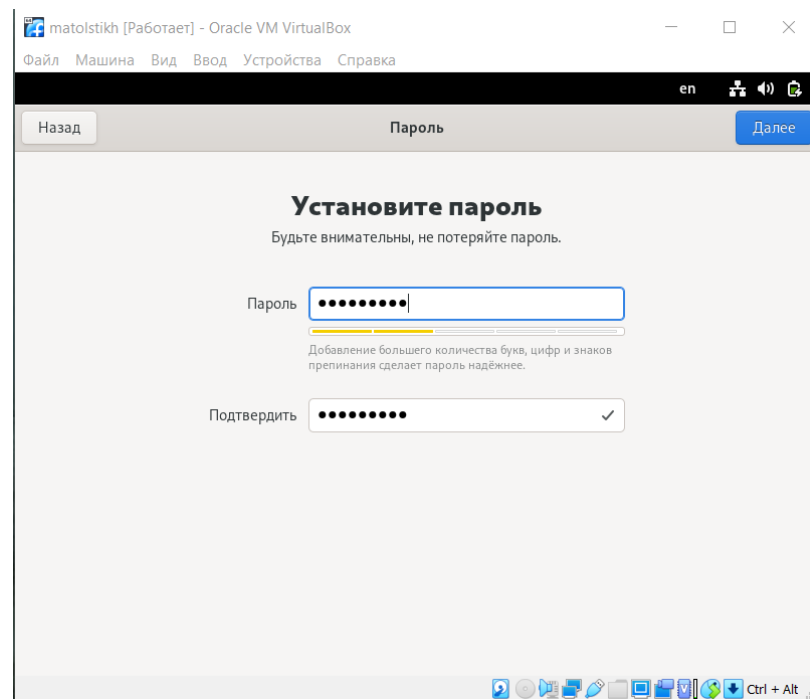 matolstikh [Работает] - Oracle VM VirtualBox
Файл Машина Вид Ввод Устройства Справка
en
Назад Пароль Далее
Установите пароль
Будьте внимательны, не потеряйте пароль.
Пароль ●●●●●●●●●
Добавление большего количества букв, цифр и знаков
препинания сделает пароль надёжнее.
Подтвердить ●●●●●●●●●
Ctrl + Alt